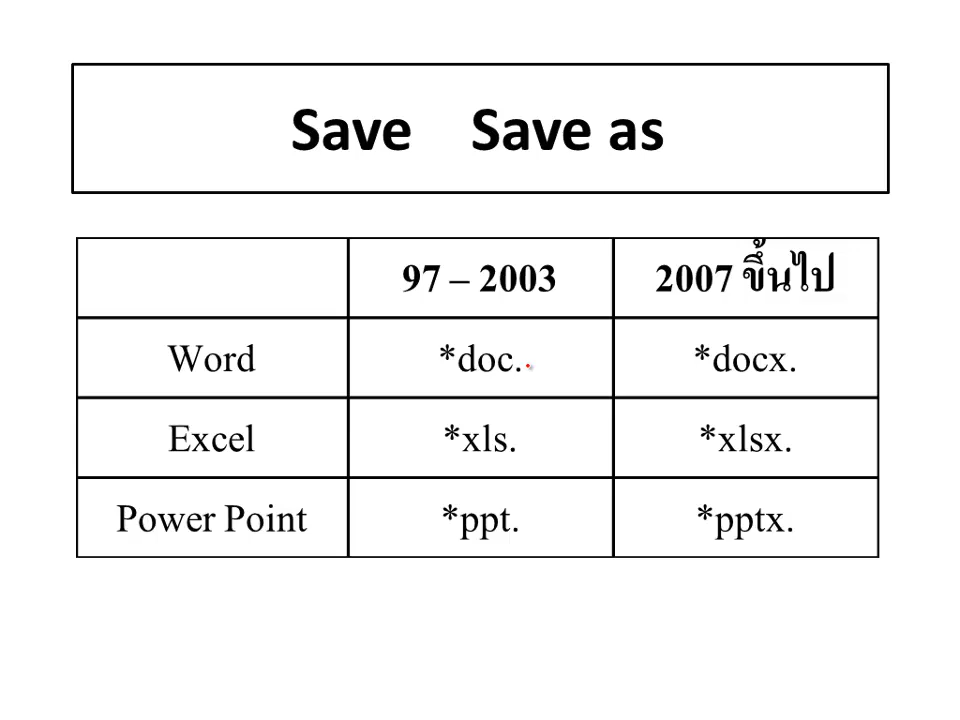 Save Save as
97 – 2003 2007 ขึ้นไป
Word *doc. *docx.
Excel *xls. *xlsx.
Power Point *ppt. *pptx.